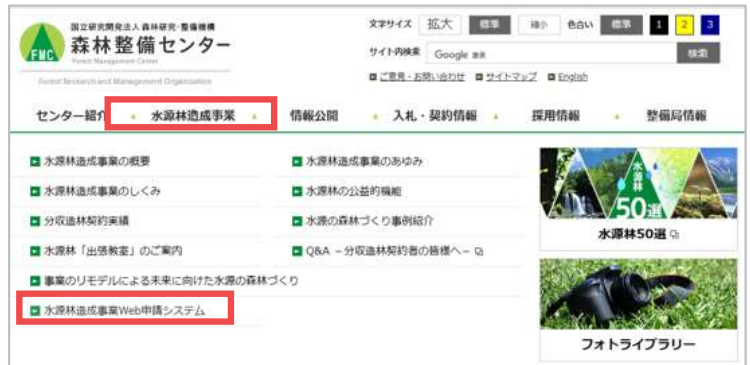 国立研究開発法人 森林研究・整備機構
森林整備センター
FMC
Forest Management Center
Forest Research and Management Organization
文字サイズ 拡大 標準 縮小 色合い 標準 1 2 3
サイト内検索 Google 検索 検索
ご意見・お問い合わせ サイトマップ English
センター紹介 水源林造成事業 情報公開 入札・契約情報 採用情報 整備局情報
水源林造成事業の概要 水源林造成事業のあゆみ
水源林造成事業のしくみ 水源林の公益的機能
分収造林契約実績 水源の森林づくり事例紹介
水源林「出張教室」のご案内 Q&A －分収造林契約者の皆様へ－
事業のリモデルによる未来に向けた水源の森林づくり
水源林造成事業Web申請システム
水源林
50選
水源林50選
フォトライブラリー